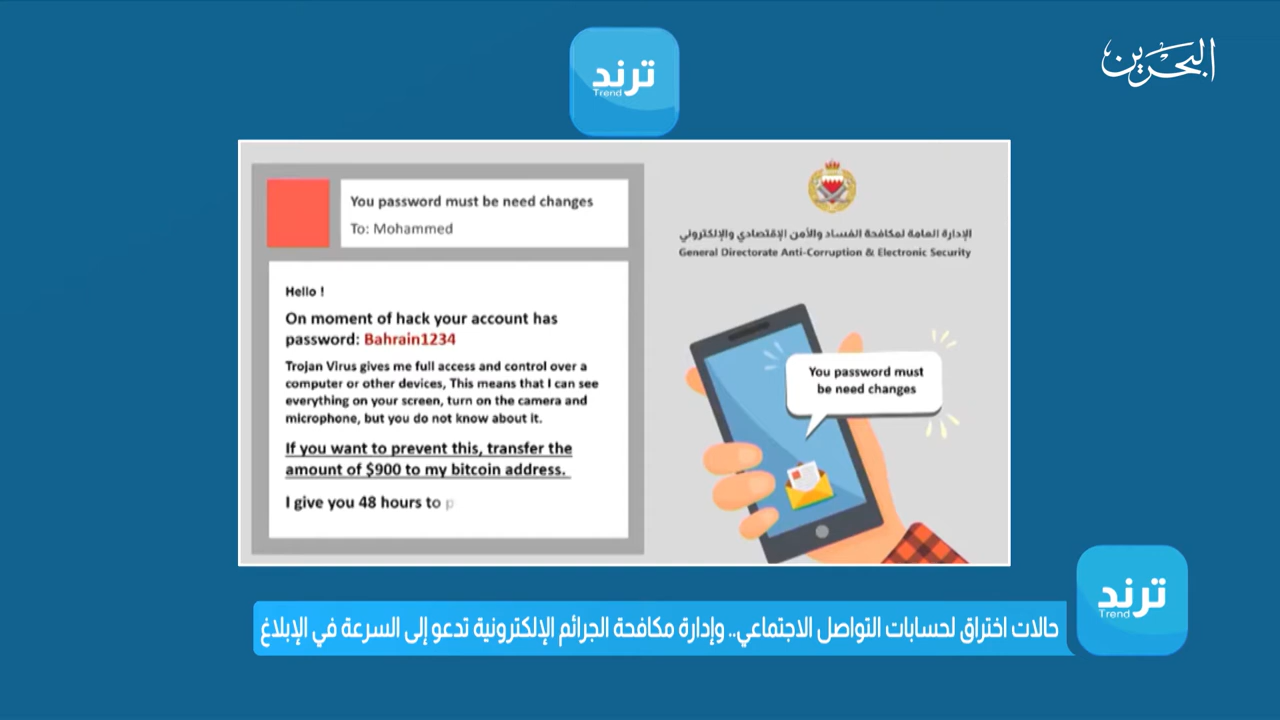 ترند
Trend
البحرين
You password must be need changes
To: Mohammed
Hello !
On moment of hack your account has
password: Bahrain1234
Trojan Virus gives me full access and control over a
computer or other devices, This means that I can see
everything on your screen, turn on the camera and
microphone, but you do not know about it.
If you want to prevent this, transfer the
amount of $900 to my bitcoin address.
I give you 48 hours to p
الإدارة العامة لمكافحة الفساد والأمن الإقتصادي والإلكتروني
General Directorate Anti-Corruption & Electronic Security
You password must
be need changes
ترند
Trend
حالات اختراق لحسابات التواصل الاجتماعي.. وإدارة مكافحة الجرائم الإلكترونية تدعو إلى السرعة في الإبلاغ